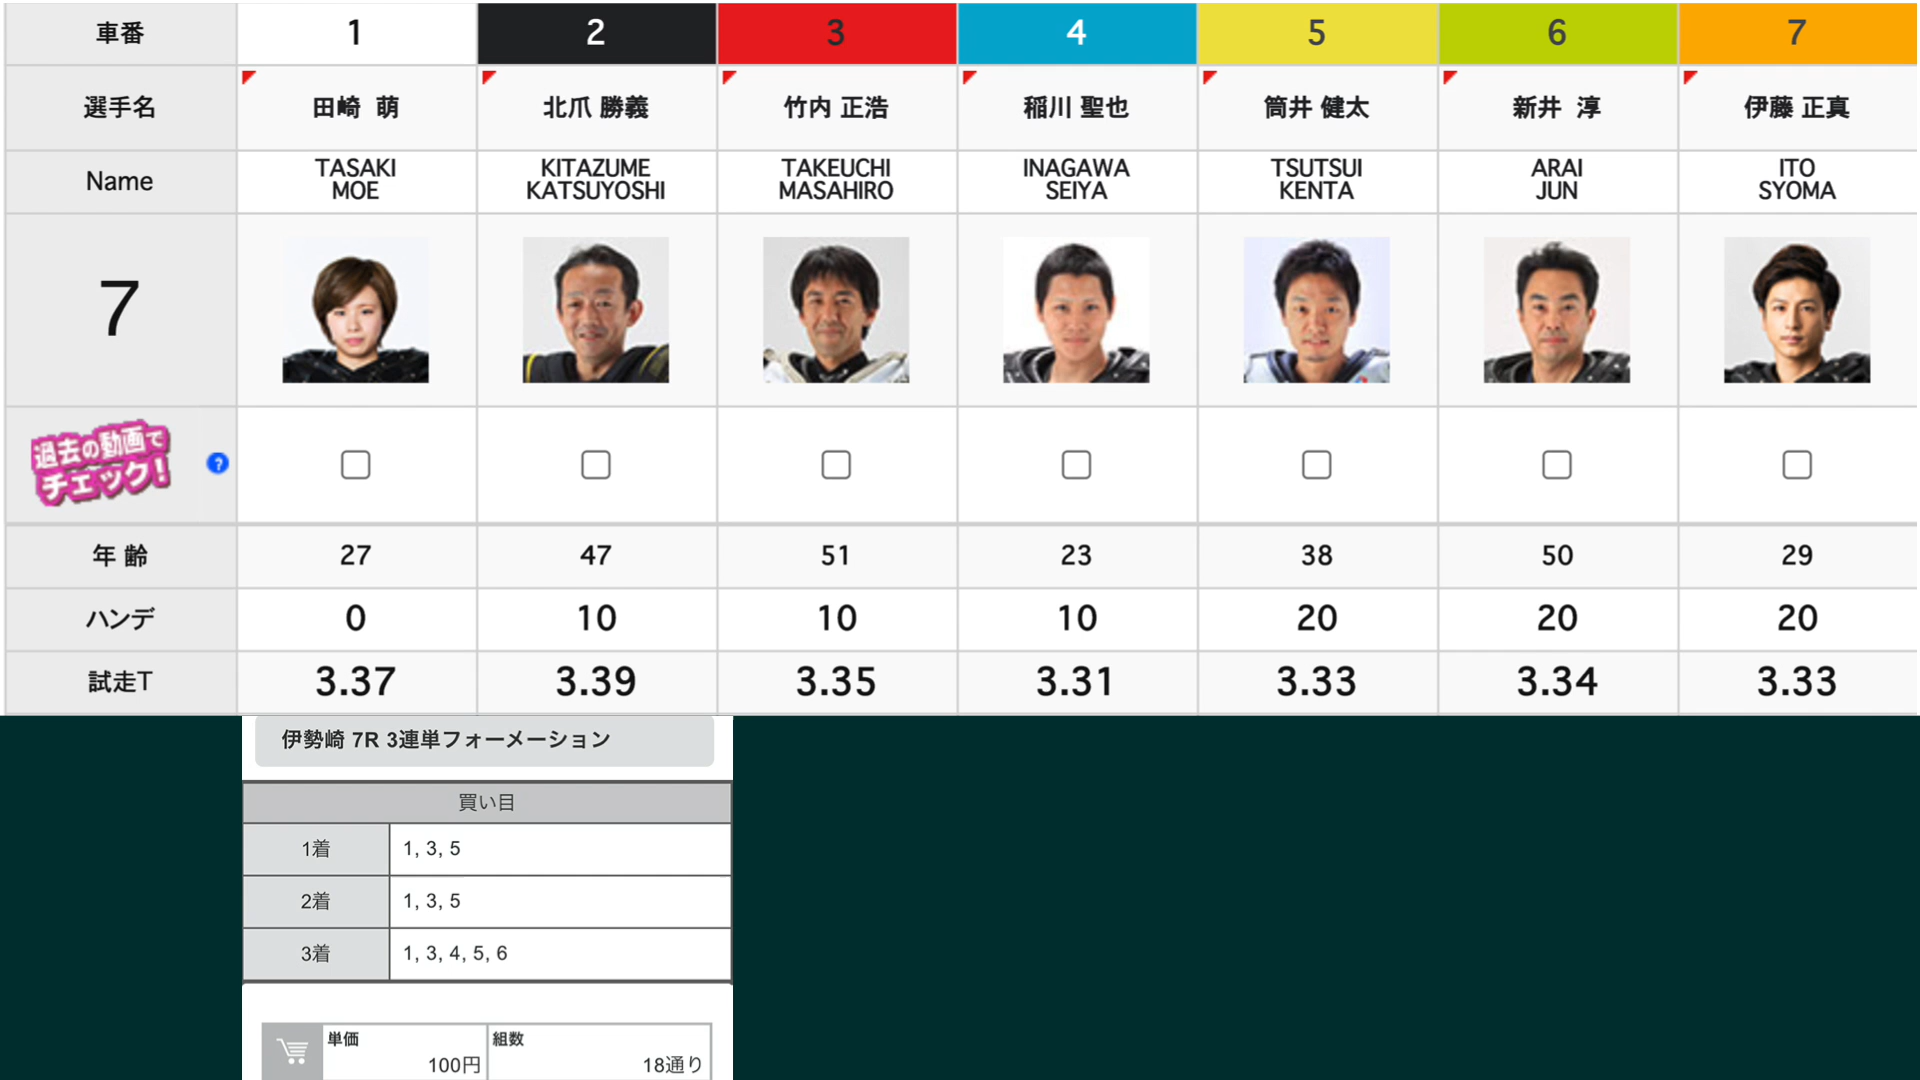 車番 1 2 3 4 5 6 7
選手名 田崎 萌 北爪 勝義 竹内 正浩 稲川 聖也 筒井 健太 新井 淳 伊藤 正真
Name TASAKI MOE KITAZUME KATSUYOSHI TAKEUCHI MASAHIRO INAGAWA SEIYA TSUTSUI KENTA ARAI JUN ITO SYOMA
7
過去の動画で
チェック!
?
年 齢 27 47 51 23 38 50 29
ハンデ 0 10 10 10 20 20 20
試走T 3.37 3.39 3.35 3.31 3.33 3.34 3.33
伊勢崎 7R 3連単フォーメーション
買い目
1着 1, 3, 5
2着 1, 3, 5
3着 1, 3, 4, 5, 6
単価 組数
100円 18通り